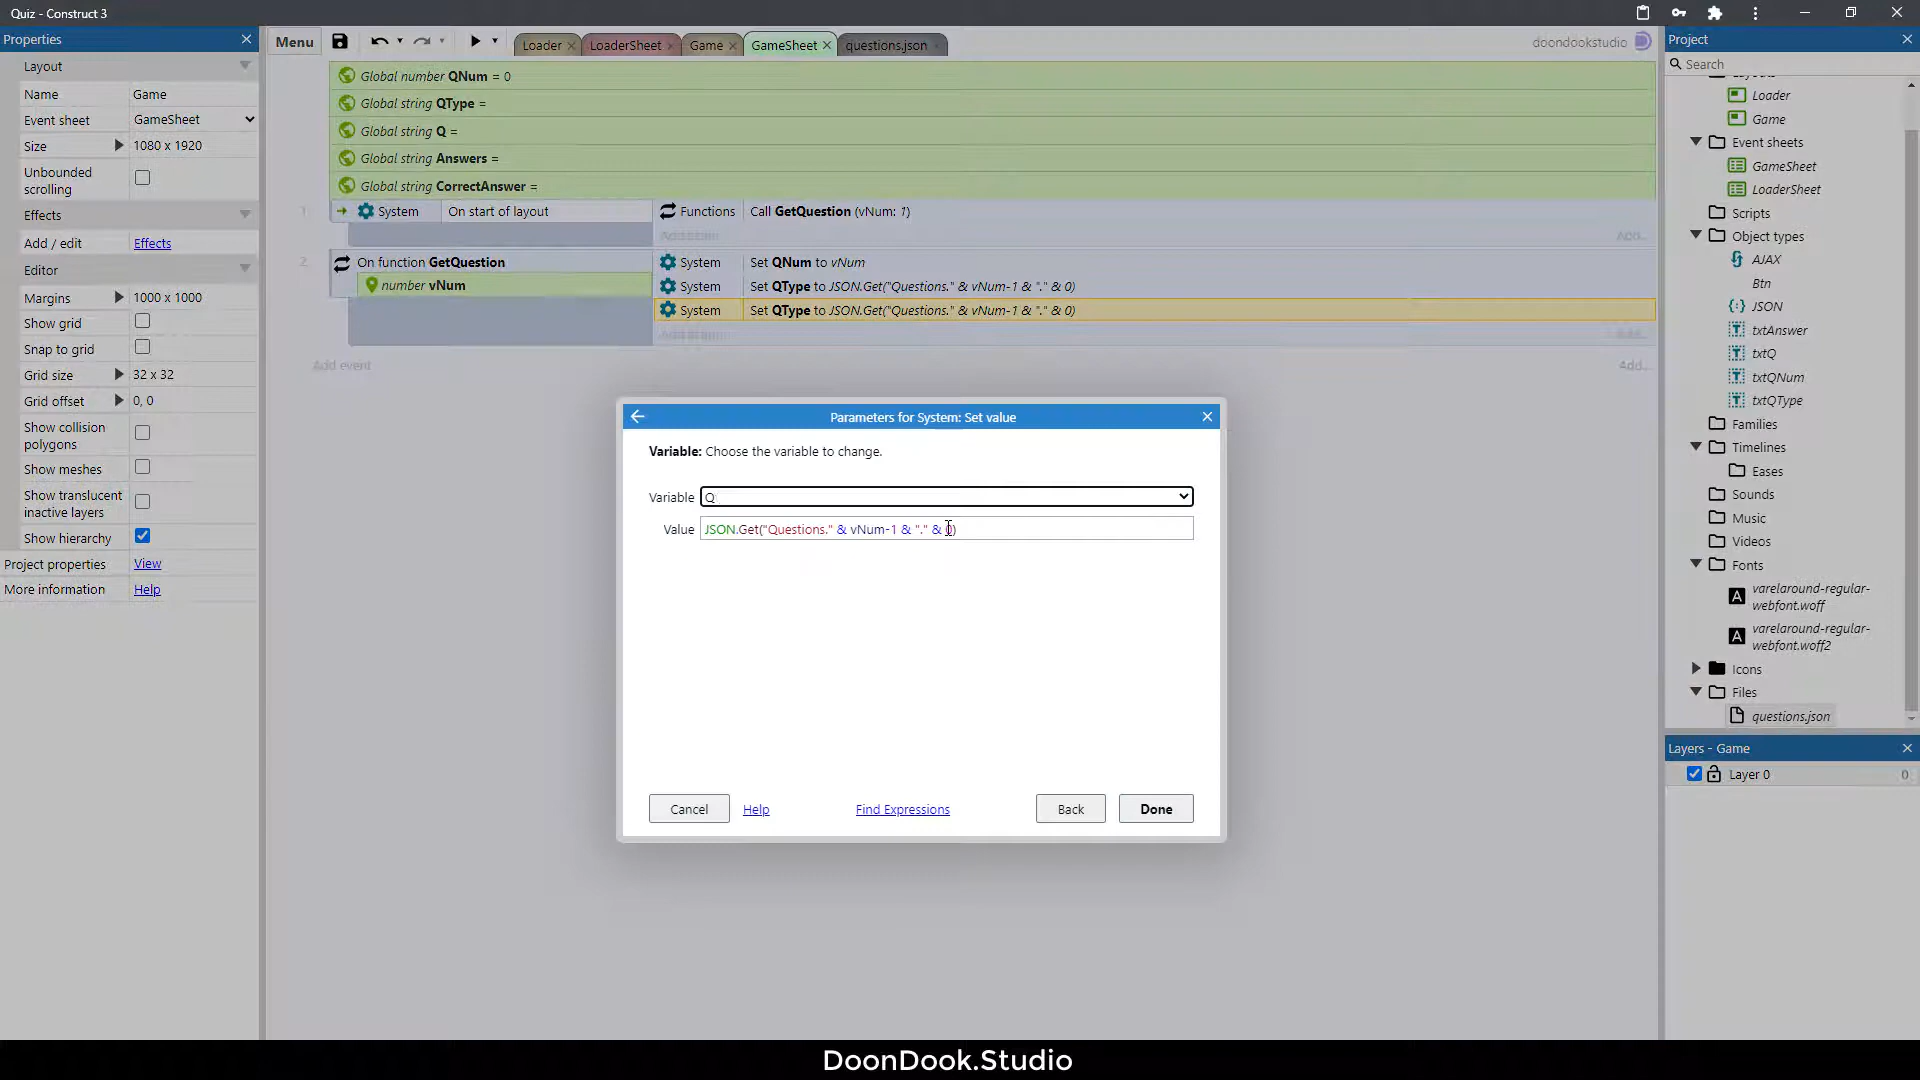 Quiz - Construct 3
Properties
Layout
Name Game
Event sheet GameSheet
Size 1080 x 1920
Unbounded
scrolling
Effects
Add / edit Effects
Editor
Margins 1000 x 1000
Show grid
Snap to grid
Grid size 32 x 32
Grid offset 0, 0
Show collision
polygons
Show meshes
Show translucent
inactive layers
Show hierarchy
Project properties View
More information Help
Menu
Loader
LoaderSheet
Game
GameSheet
questions.json
doondookstudio
Global number QNum = 0
Global string QType =
Global string Q =
Global string Answers =
Global string CorrectAnswer =
1 System On start of layout Functions Call GetQuestion (vNum: 1)
Add action Add...
2 On function GetQuestion System Set QNum to vNum
number vNum System Set QType to JSON.Get("Questions." & vNum-1 & "." & 0)
System Set QType to JSON.Get("Questions." & vNum-1 & "." & 0)
Add action Add...
Add event Add...
Parameters for System: Set value
Variable: Choose the variable to change.
Variable Q
Value JSON.Get("Questions." & vNum-1 & "." & 0)
Cancel
Help
Find Expressions
Back
Done
Project
Search
Layouts
Loader
Game
Event sheets
GameSheet
LoaderSheet
Scripts
Object types
AJAX
Btn
JSON
txtAnswer
txtQ
txtQNum
txtQType
Families
Timelines
Eases
Sounds
Music
Videos
Fonts
varelaround-regular-
webfont.woff
varelaround-regular-
webfont.woff2
Icons
Files
questions.json
Layers - Game
Layer 0 0
DoonDook.Studio